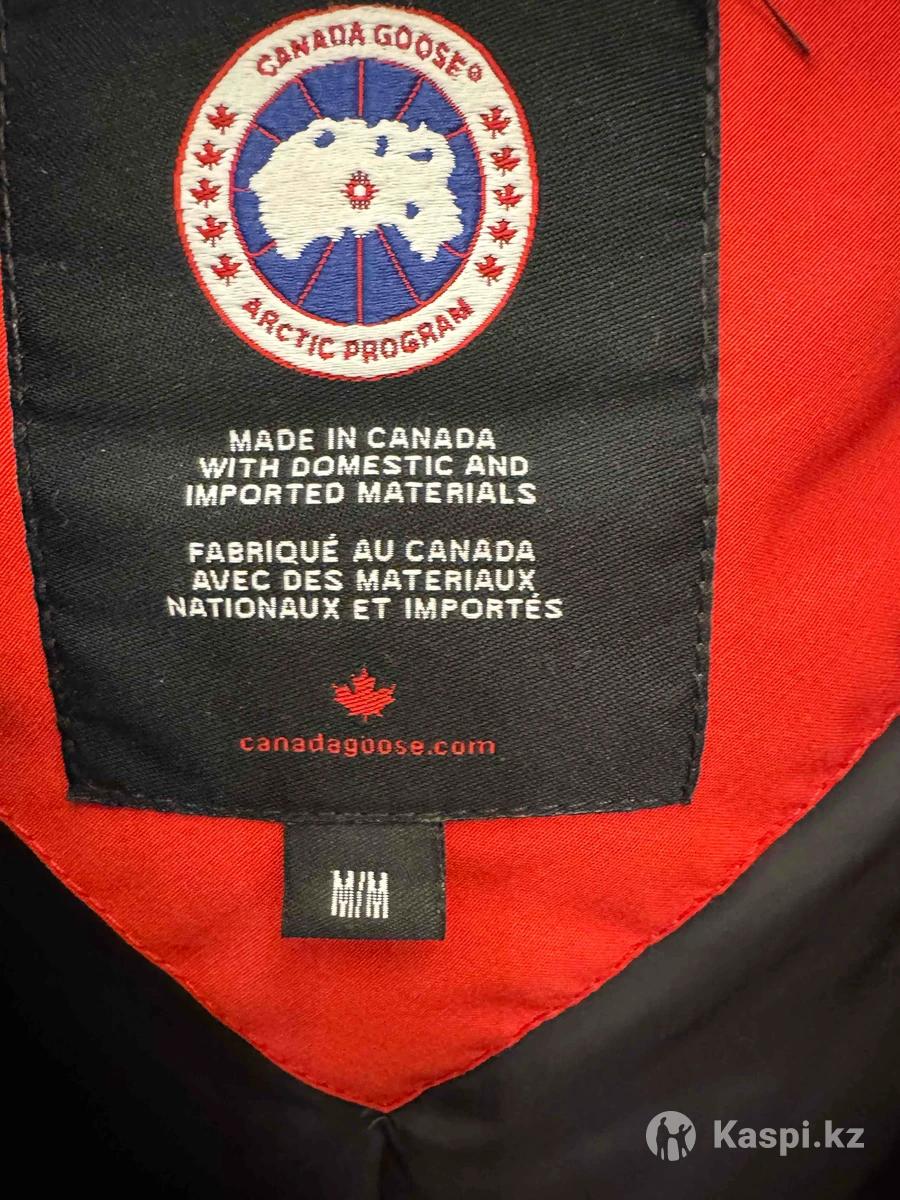 CANADA GOOSE®
ARCTIC PROGRAM
MADE IN CANADA
WITH DOMESTIC AND
IMPORTED MATERIALS
FABRIQUÉ AU CANADA
AVEC DES MATERIAUX
NATIONAUX ET IMPORTÉS
canadagoose.com
M/M
Kaspi.kz